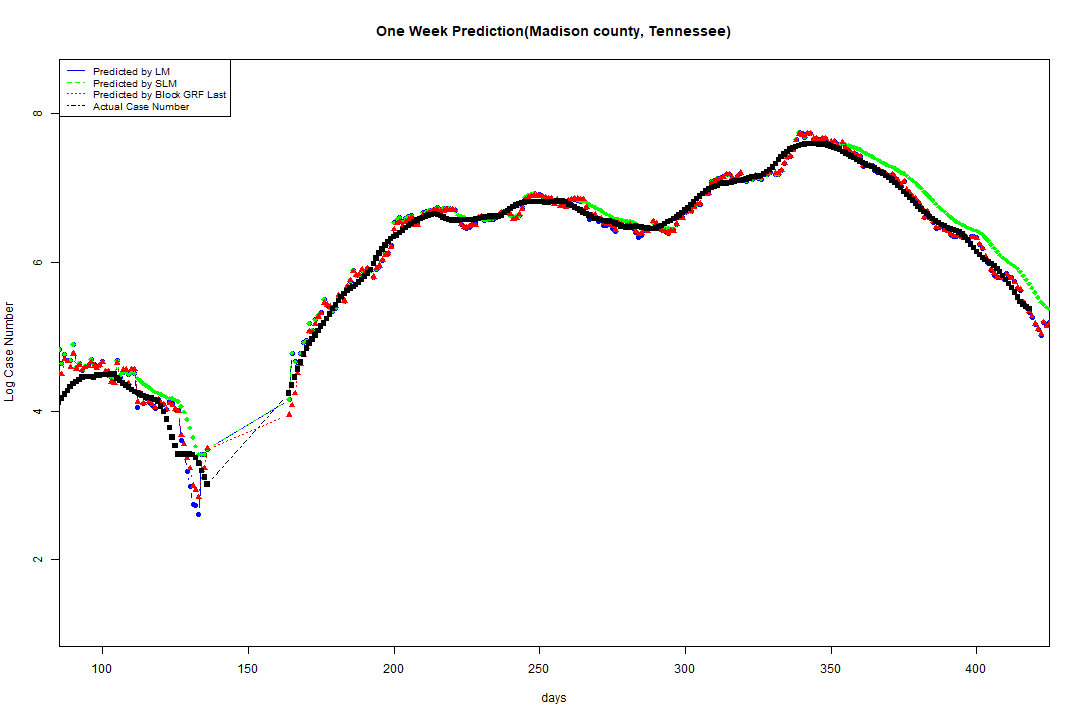 One Week Prediction(Madison county, Tennessee)
Predicted by LM
Predicted by SLM
Predicted by Block GRF Last
Actual Case Number
8
6
4
2
Log Case Number
100 150 200 250 300 350 400
days